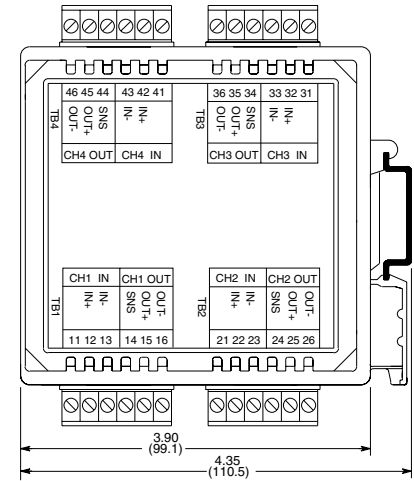 46 45 44 43 42 41
OUT- OUT+ SNS IN- IN+
CH4 OUT CH4 IN
TB4
36 35 34 33 32 31
OUT- OUT+ SNS IN- IN+
CH3 OUT CH3 IN
TB3
CH1 IN CH1 OUT
IN+ IN- SNS OUT+ OUT-
11 12 13 14 15 16
TB1
CH2 IN CH2 OUT
IN+ IN- SNS OUT+ OUT-
21 22 23 24 25 26
TB2
3.90
(99.1)
4.35
(110.5)